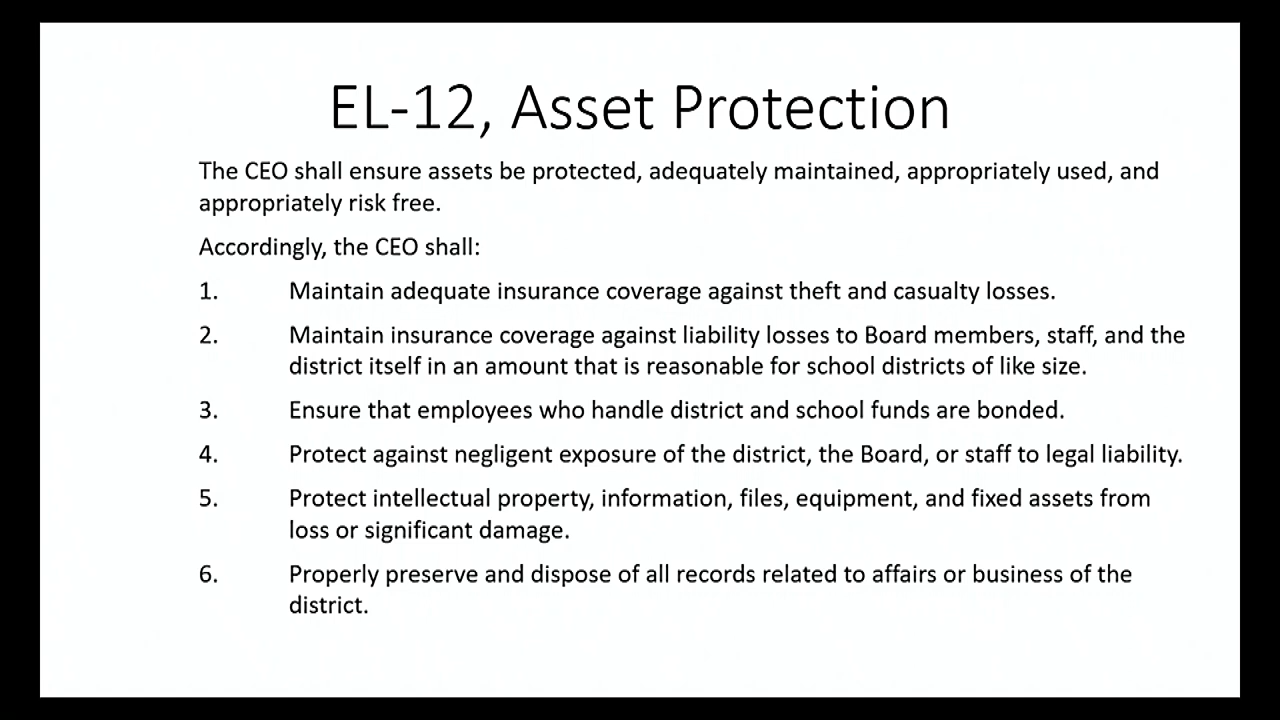 EL-12, Asset Protection
The CEO shall ensure assets be protected, adequately maintained, appropriately used, and
appropriately risk free.
Accordingly, the CEO shall:
1. Maintain adequate insurance coverage against theft and casualty losses.
2. Maintain insurance coverage against liability losses to Board members, staff, and the
district itself in an amount that is reasonable for school districts of like size.
3. Ensure that employees who handle district and school funds are bonded.
4. Protect against negligent exposure of the district, the Board, or staff to legal liability.
5. Protect intellectual property, information, files, equipment, and fixed assets from
loss or significant damage.
6. Properly preserve and dispose of all records related to affairs or business of the
district.